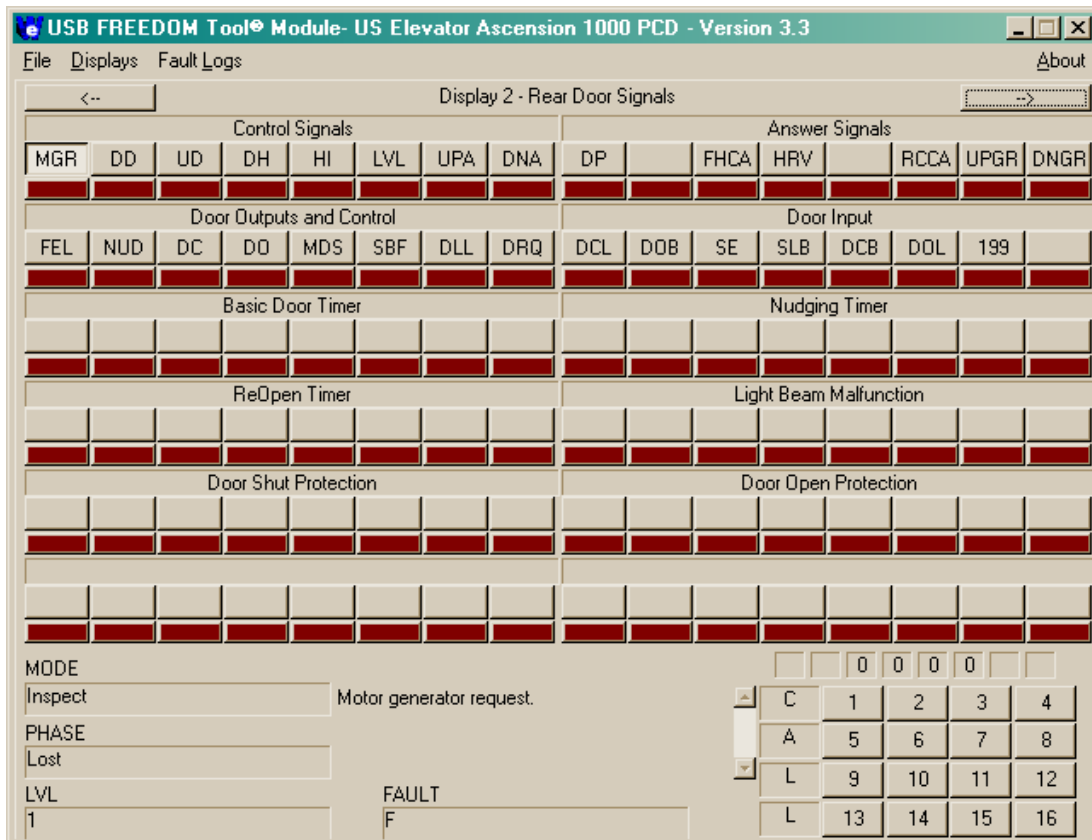 USB FREEDOM Tool® Module- US Elevator Ascension 1000 PCD - Version 3.3
File Displays Fault Logs About
<-- Display 2 - Rear Door Signals -->
Control Signals Answer Signals
MGR DD UD DH HI LVL UPA DNA DP FHCA HRV RCCA UPGR DNGR
Door Outputs and Control Door Input
FEL NUD DC DO MDS SBF DLL DRQ DCL DOB SE SLB DCB DOL 199
Basic Door Timer Nudging Timer
ReOpen Timer Light Beam Malfunction
Door Shut Protection Door Open Protection
MODE 0 0 0 0
Inspect Motor generator request. C 1 2 3 4
PHASE A 5 6 7 8
Lost L 9 10 11 12
LVL FAULT
1 F L 13 14 15 16